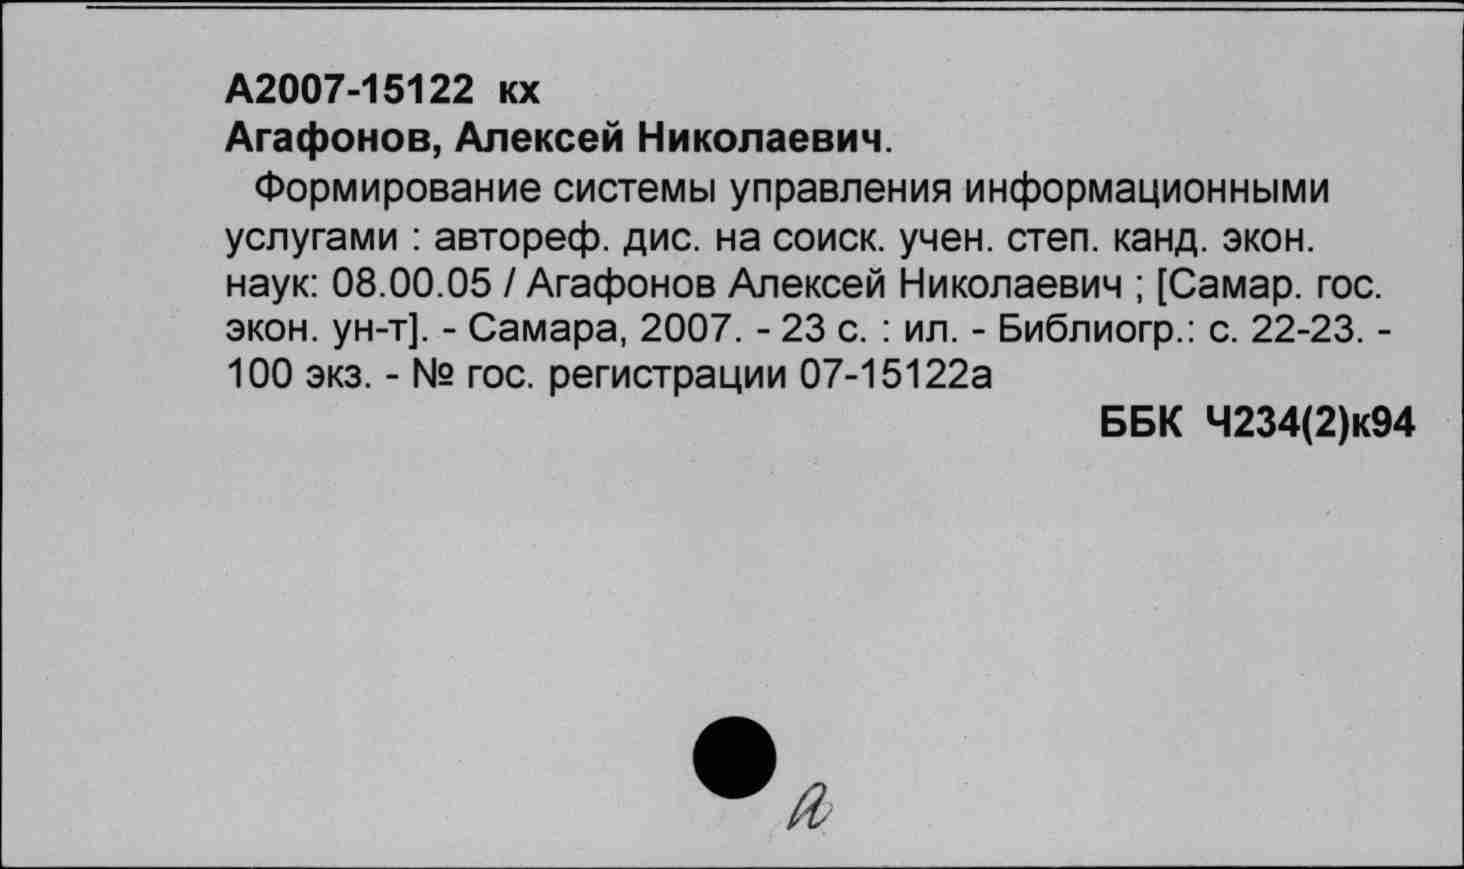 А2007-15122 кх
Агафонов, Алексей Николаевич.
Формирование системы управления информационными
услугами : автореф. дис. на соиск. учен. степ. канд. экон.
наук: 08.00.05 / Агафонов Алексей Николаевич ; [Самар. гос.
экон. ун-т]. - Самара, 2007. - 23 с. : ил. - Библиогр.: с. 22-23. -
100 экз. - № гос. регистрации 07-15122а
ББК Ч234(2)к94